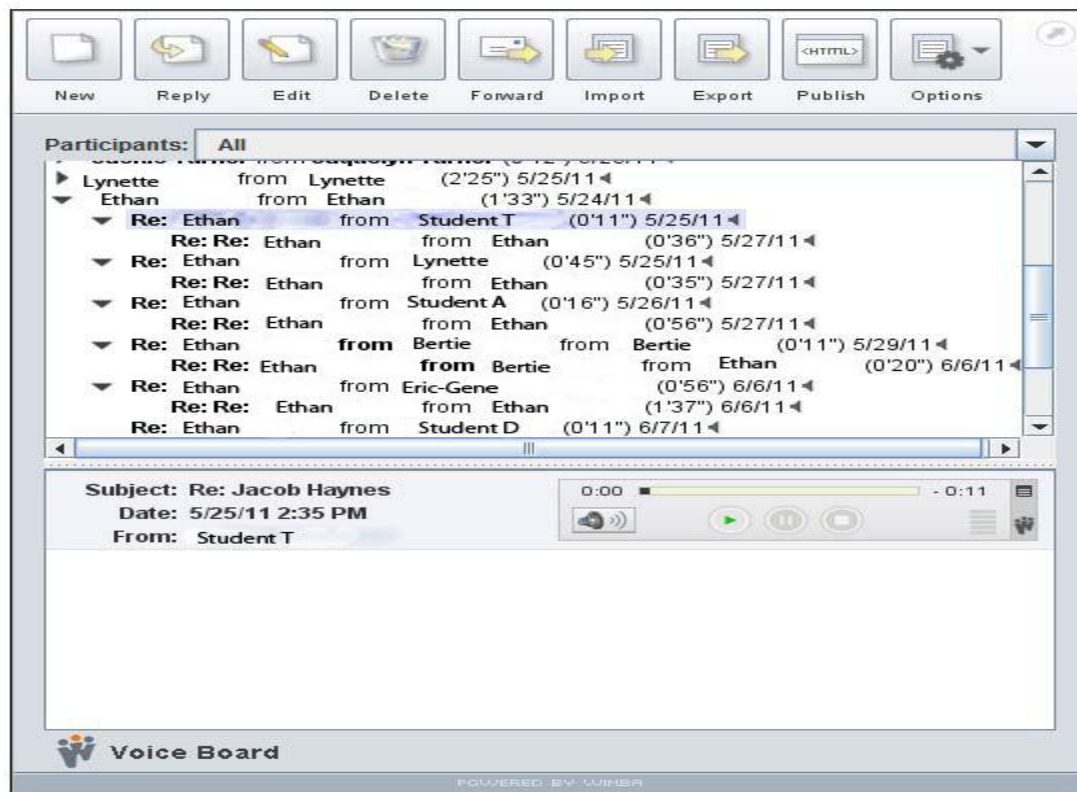 <HTML>
New Reply Edit Delete Forward Import Export Publish Options
Participants: All
Lynette from Lynette (2'25") 5/25/11
Ethan from Ethan (1'33") 5/24/11
Re: Ethan from Student T (0'11") 5/25/11
Re: Re: Ethan from Ethan (0'36") 5/27/11
Re: Ethan from Lynette (0'45") 5/25/11
Re: Re: Ethan from Ethan (0'35") 5/27/11
Re: Ethan from Student A (0'16") 5/26/11
Re: Re: Ethan from Ethan (0'56") 5/27/11
Re: Ethan from Bertie from Bertie (0'11") 5/29/11
Re: Re: Ethan from Bertie from Ethan (0'20") 6/6/11
Re: Ethan from Eric-Gene (0'56") 6/6/11
Re: Re: Ethan from Ethan (1'37") 6/6/11
Re: Ethan from Student D (0'11") 6/7/11
Subject: Re: Jacob Haynes 0:00 - 0:11
Date: 5/25/11 2:35 PM
From: Student T
Voice Board
POWERED BY WIMBA